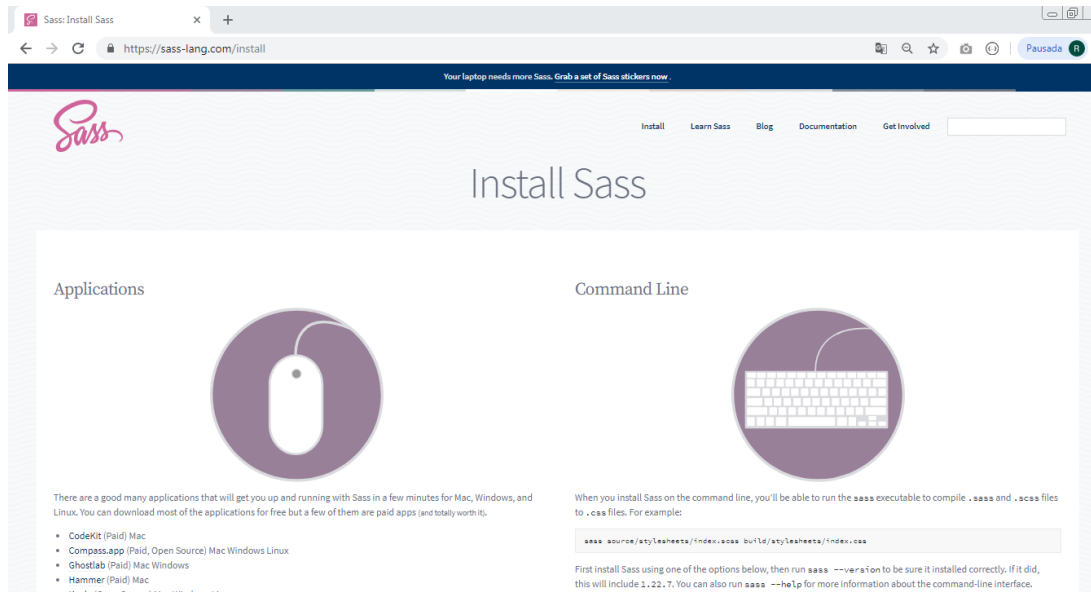 Sass: Install Sass
https://sass-lang.com/install
Pausada
R
Your laptop needs more Sass. Grab a set of Sass stickers now.
Sass
Install Learn Sass Blog Documentation Get Involved
Install Sass
Applications
There are a good many applications that will get you up and running with Sass in a few minutes for Mac, Windows, and
Linux. You can download most of the applications for free but a few of them are paid apps (and totally worth it).
CodeKit (Paid) Mac
Compass.app (Paid, Open Source) Mac Windows Linux
Ghostlab (Paid) Mac Windows
Hammer (Paid) Mac
Command Line
When you install Sass on the command line, you'll be able to run the sass executable to compile .sass and .scss files
to .css files. For example:
sass source/stylesheets/index.scss build/stylesheets/index.css
First install Sass using one of the options below, then run sass --version to be sure it installed correctly. If it did,
this will include 1.22.7. You can also run sass --help for more information about the command-line interface.